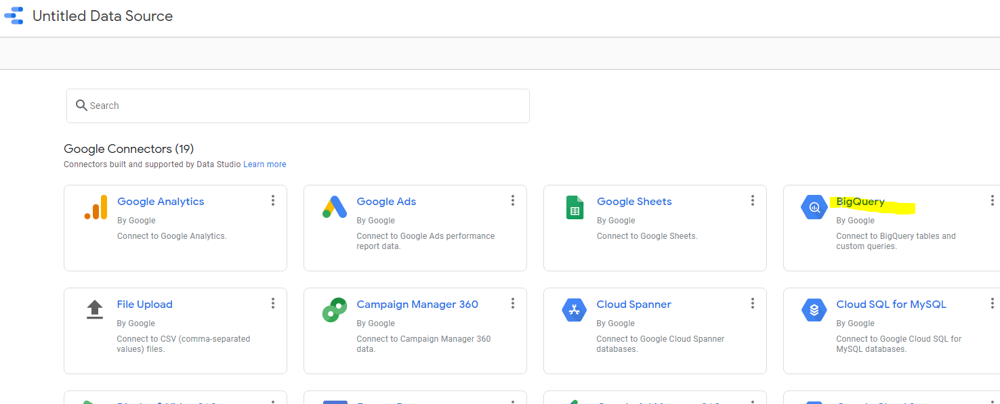 Untitled Data Source
Search
Google Connectors (19)
Connectors built and supported by Data Studio Learn more
Google Analytics
By Google
Connect to Google Analytics.
Google Ads
By Google
Connect to Google Ads performance
report data.
Google Sheets
By Google
Connect to Google Sheets.
BigQuery
By Google
Connect to BigQuery tables and
custom queries.
File Upload
By Google
Connect to CSV (comma-separated
values) files.
Campaign Manager 360
By Google
Connect to Campaign Manager 360
data.
Cloud Spanner
By Google
Connect to Google Cloud Spanner
databases.
Cloud SQL for MySQL
By Google
Connect to Google Cloud SQL for
MySQL databases.